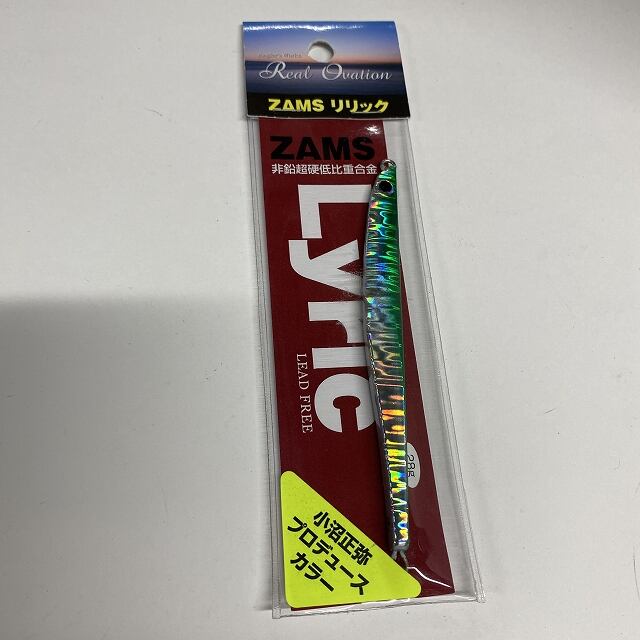 Angler's Works
Real Ovation
ZAMS リリック
ZAMS
非鉛超硬低比重合金
Lyric
LEAD FREE
28g
小沼正弥
プロデュース
カラー